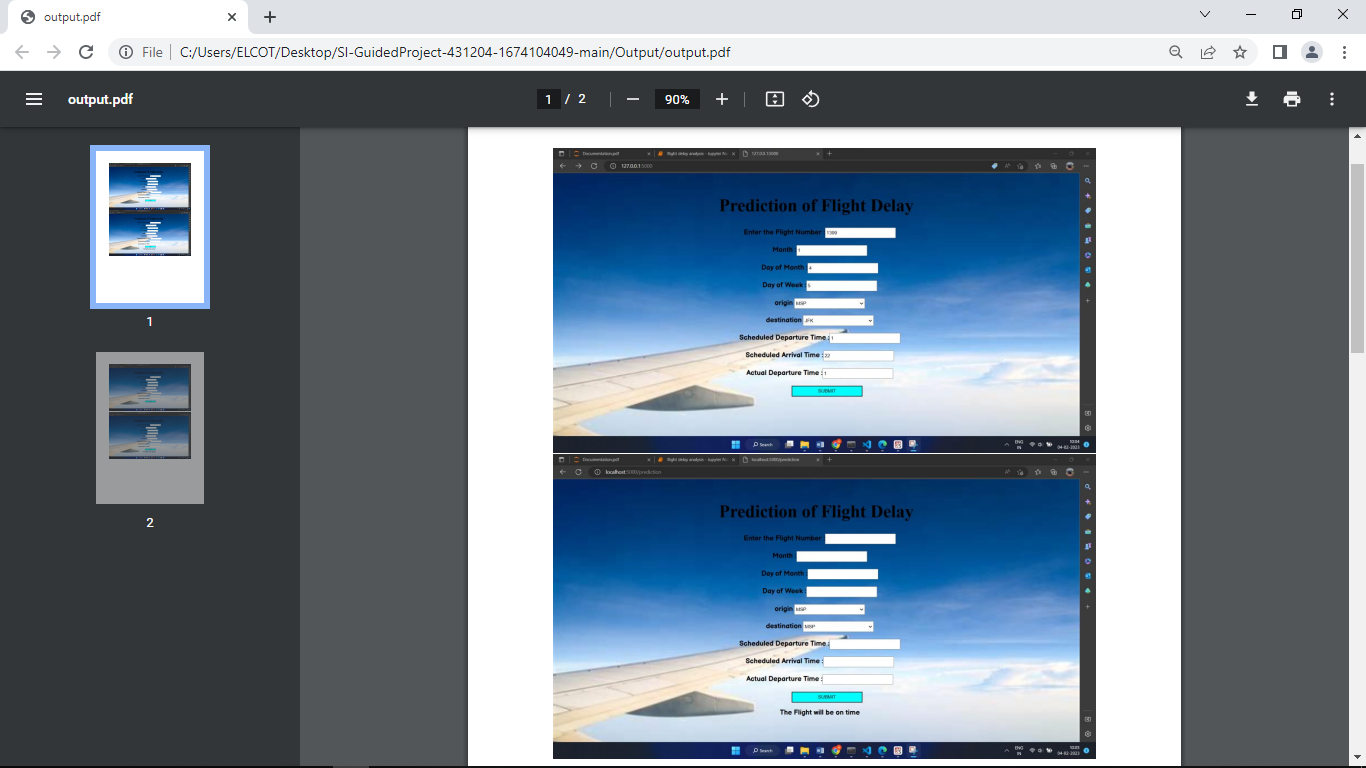 output.pdf
File C:/Users/ELCOT/Desktop/SI-GuidedProject-431204-1674104049-main/Output/output.pdf
output.pdf
1 / 2
90%
1
2
Documentation.pdf
flight delay analysis - Jupyter N
127.0.0.1:5000
127.0.0.1:5000
Prediction of Flight Delay
Enter the Flight Number 1399
Month 1
Day of Month 4
Day of Week : 5
origin MSP
destination JFK
Scheduled Departure Time : 1
Scheduled Arrival Time : 22
Actual Departure Time : 1
SUBMIT
Search
ENG
IN
10:04
04-02-2023
Documentation.pdf
flight delay analysis - Jupyter N
localhost:5000/prediction
localhost:5000/prediction
Prediction of Flight Delay
Enter the Flight Number
Month
Day of Month
Day of Week :
origin MSP
destination MSP
Scheduled Departure Time :
Scheduled Arrival Time :
Actual Departure Time :
SUBMIT
The Flight will be on time
Search
ENG
IN
10:05
04-02-2023